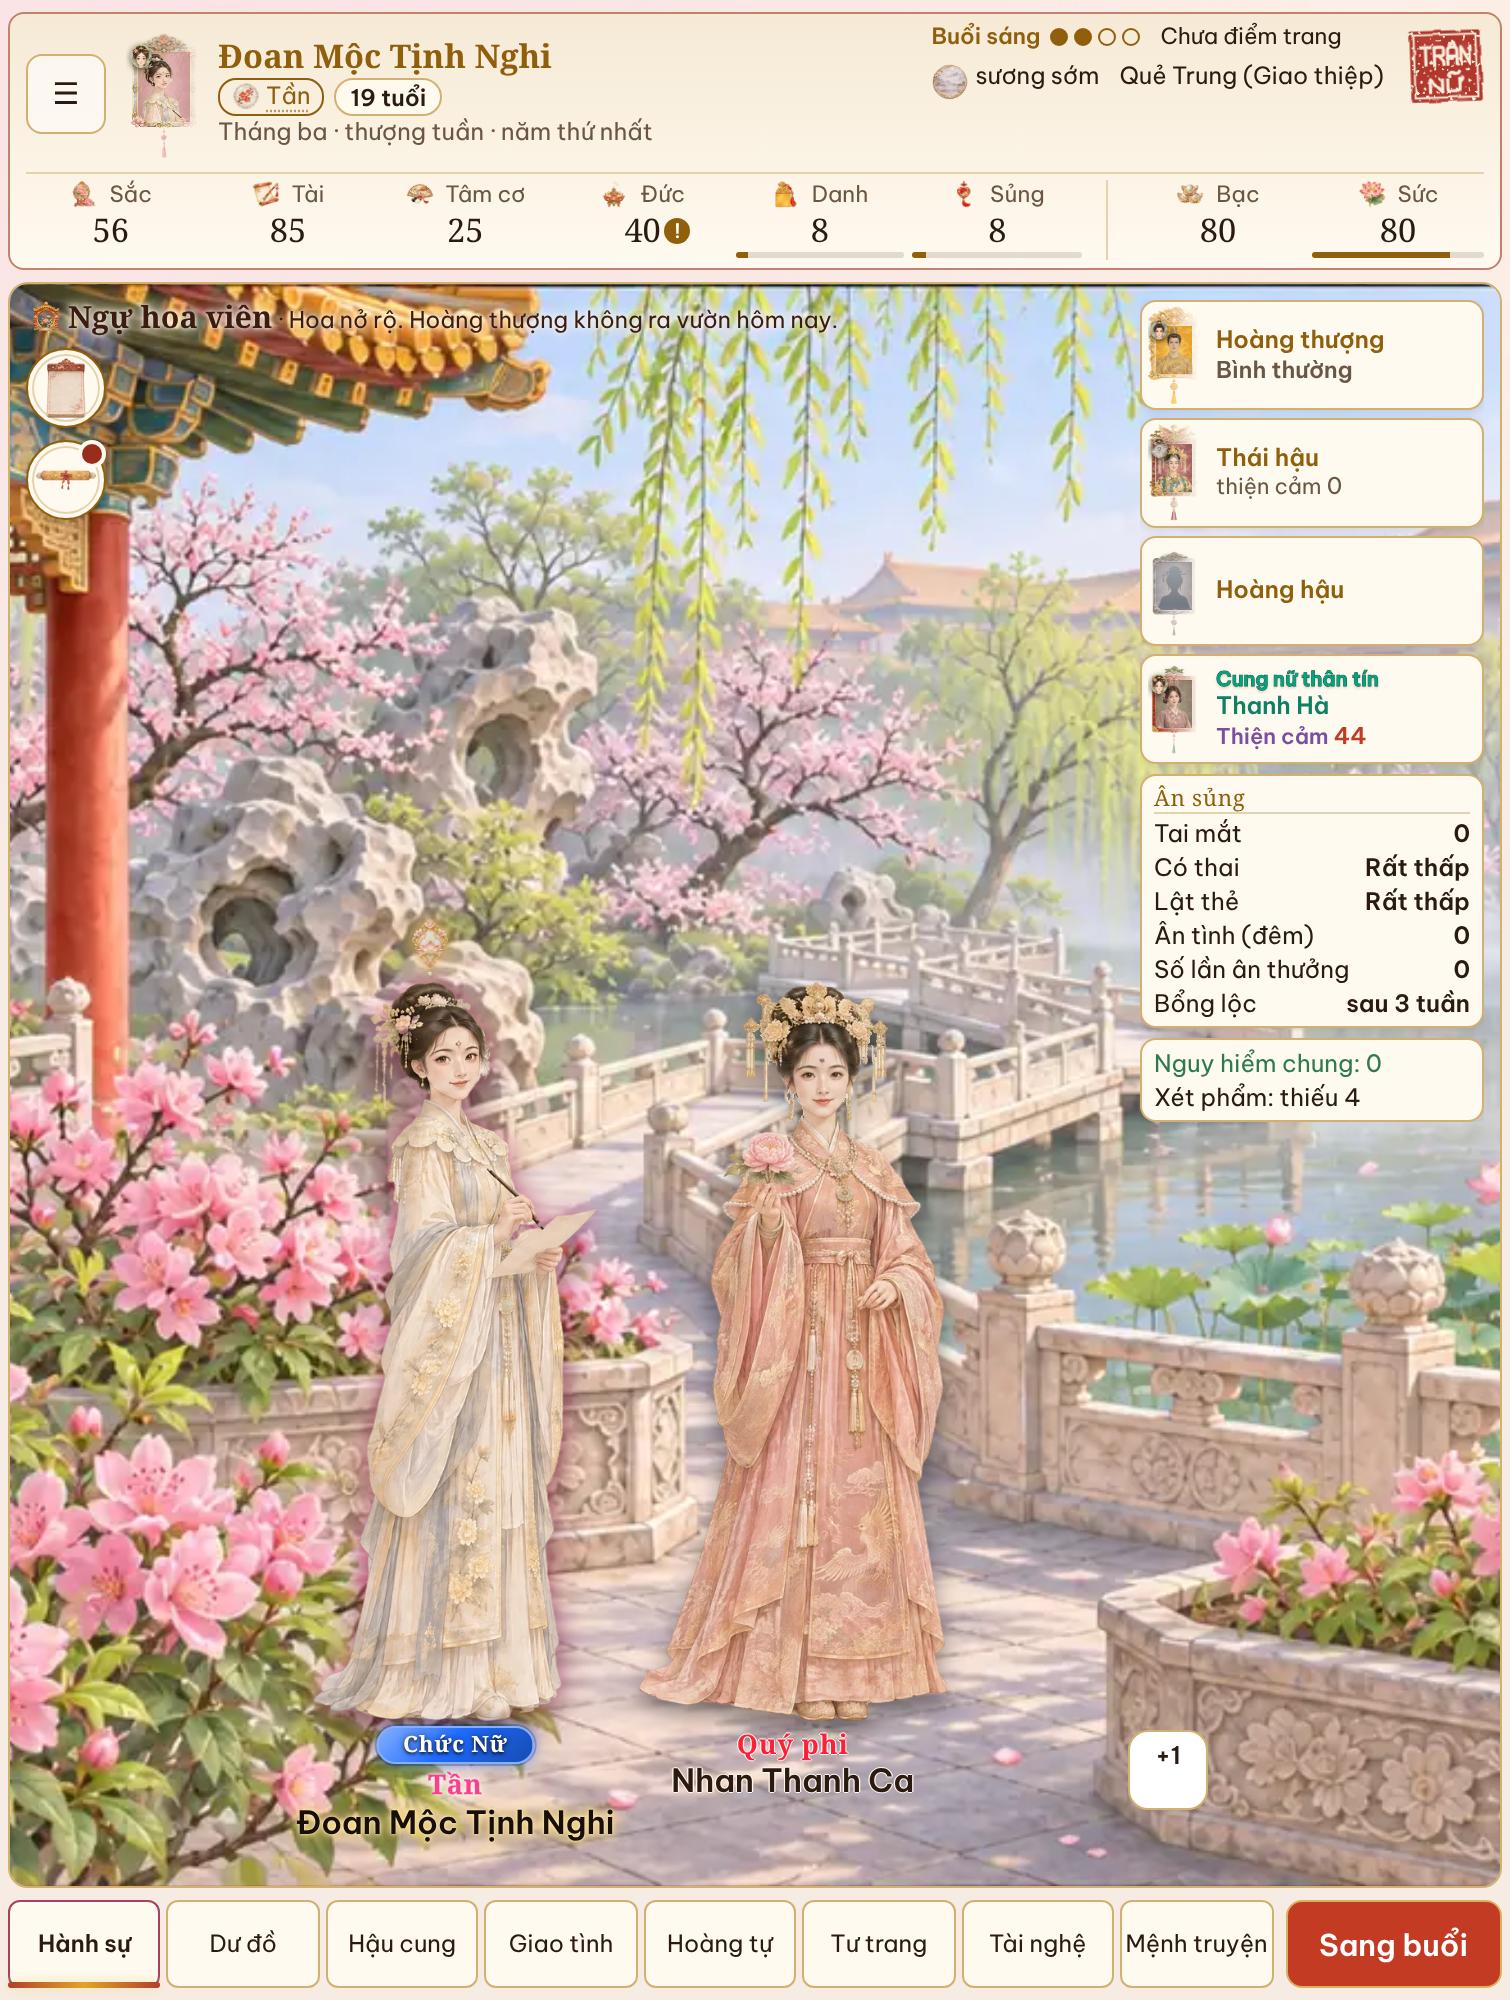 ☰
Đoan Mộc Tịnh Nghi
Tần
19 tuổi
Tháng ba · thượng tuần · năm thứ nhất
Buổi sáng
Chưa điểm trang
sương sớm
Quẻ Trung (Giao thiệp)
TRÂN NỮ
Sắc
56
Tài
85
Tâm cơ
25
Đức
40 !
Danh
8
Sủng
8
Bạc
80
Sức
80
Ngự hoa viên · Hoa nở rộ. Hoàng thượng không ra vườn hôm nay.
Hoàng thượng
Bình thường
Thái hậu
thiện cảm 0
Hoàng hậu
Cung nữ thân tín
Thanh Hà
Thiện cảm 44
Ân sủng
Tai mắt 0
Có thai Rất thấp
Lật thẻ Rất thấp
Ân tình (đêm) 0
Số lần ân thưởng 0
Bổng lộc sau 3 tuần
Nguy hiểm chung: 0
Xét phẩm: thiếu 4
Chức Nữ
Tần
Đoan Mộc Tịnh Nghi
Quý phi
Nhan Thanh Ca
+1
Hành sự
Dư đồ
Hậu cung
Giao tình
Hoàng tự
Tư trang
Tài nghệ
Mệnh truyện
Sang buổi